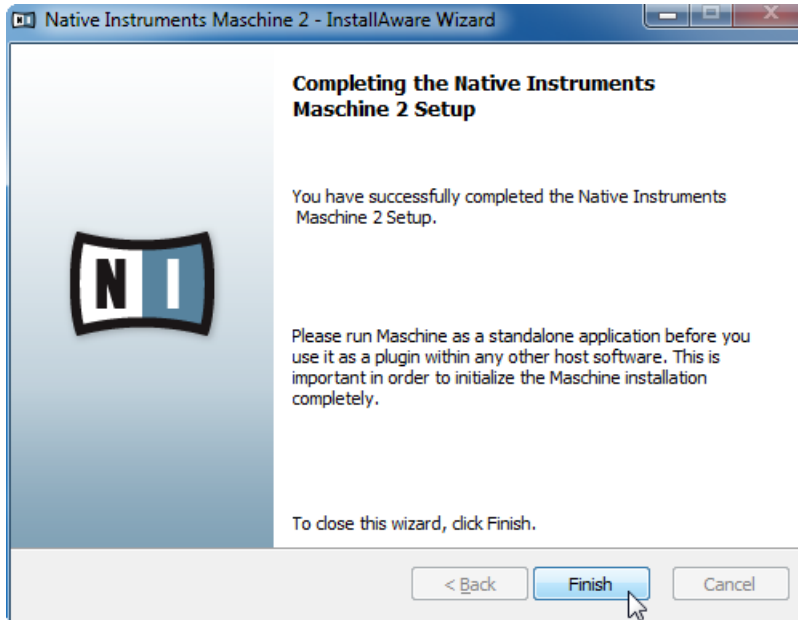 Native Instruments Maschine 2 - InstallAware Wizard
Completing the Native Instruments
Maschine 2 Setup
You have successfully completed the Native Instruments
Maschine 2 Setup.
NI
Please run Maschine as a standalone application before you
use it as a plugin within any other host software. This is
important in order to initialize the Maschine installation
completely.
To close this wizard, click Finish.
< Back
Finish
Cancel